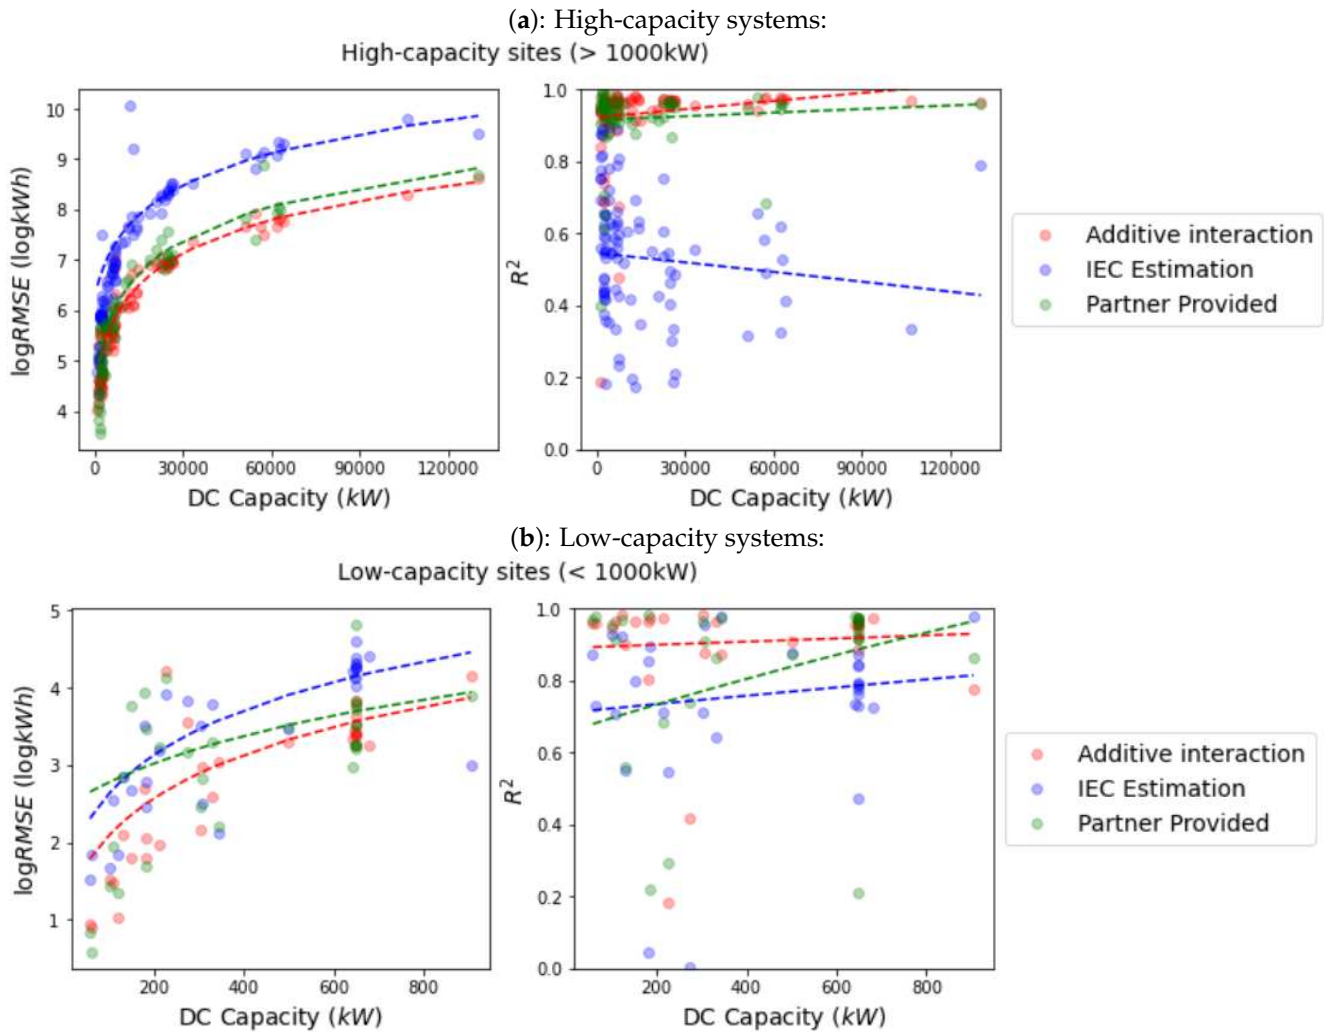 (a): High-capacity systems:
High-capacity sites (> 1000kW)
10
9
8
7
6
5
4
logRMSE (logkWh)
0 30000 60000 90000 120000
DC Capacity (kW)
1.0
0.8
0.6
0.4
0.2
0.0
R²
0 30000 60000 90000 120000
DC Capacity (kW)
Additive interaction
IEC Estimation
Partner Provided
(b): Low-capacity systems:
Low-capacity sites (< 1000kW)
5
4
3
2
1
logRMSE (logkWh)
200 400 600 800
DC Capacity (kW)
1.0
0.8
0.6
0.4
0.2
0.0
R²
200 400 600 800
DC Capacity (kW)
Additive interaction
IEC Estimation
Partner Provided